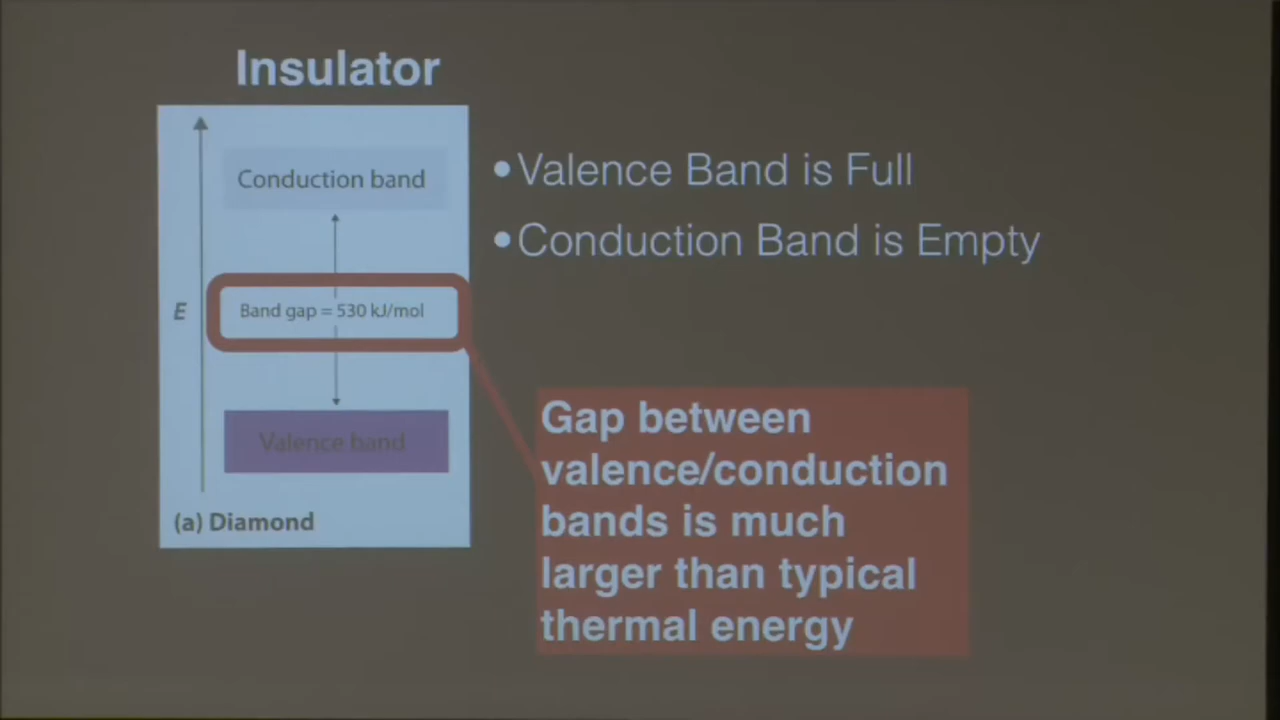 Insulator
Conduction band
E
Band gap = 530 kJ/mol
Valence band
(a) Diamond
•Valence Band is Full
•Conduction Band is Empty
Gap between
valence/conduction
bands is much
larger than typical
thermal energy